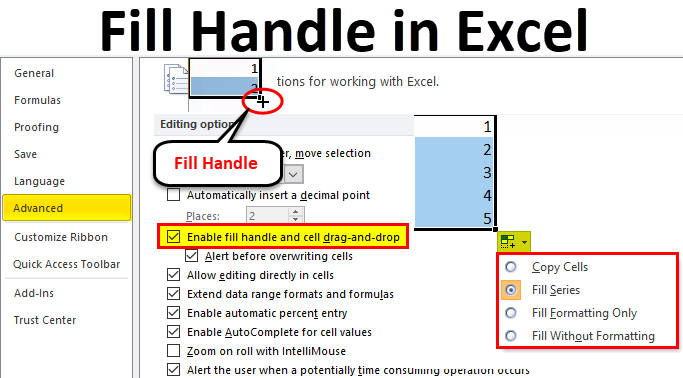 Fill Handle in Excel
General
Formulas
Proofing
Save
Language
Advanced
Customize Ribbon
Quick Access Toolbar
Add-Ins
Trust Center
1
2
tions for working with Excel.
Editing option
Fill Handle
er, move selection
Automatically insert a decimal point
Places: 2
Enable fill handle and cell drag-and-drop
Alert before overwriting cells
Allow editing directly in cells
Extend data range formats and formulas
Enable automatic percent entry
Enable AutoComplete for cell values
Zoom on roll with IntelliMouse
Alert the user when a potentially time consuming operation occurs
1
2
3
4
5
Copy Cells
Fill Series
Fill Formatting Only
Fill Without Formatting